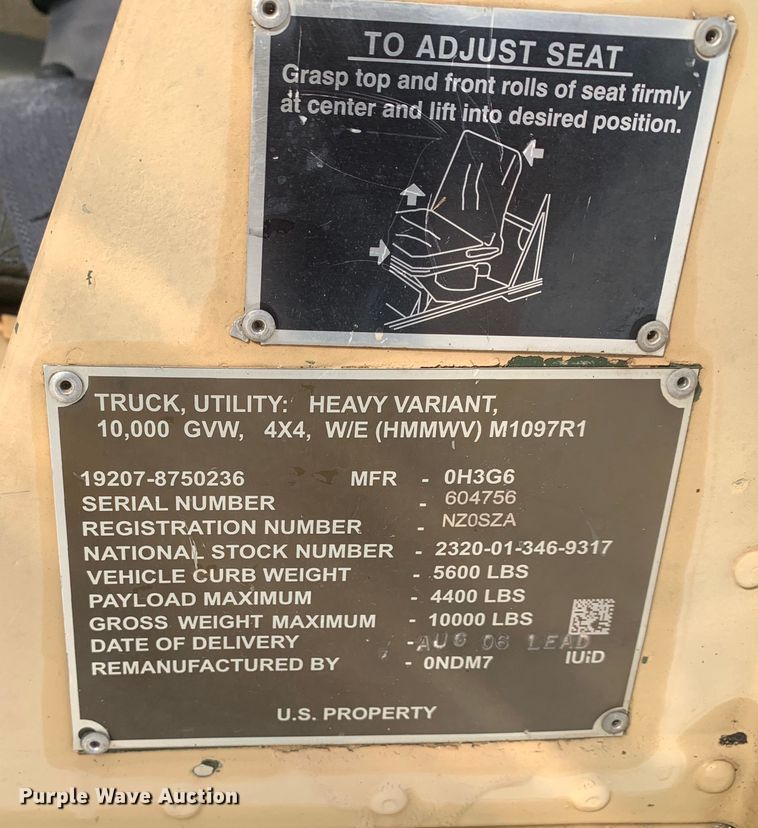 TO ADJUST SEAT
Grasp top and front rolls of seat firmly
at center and lift into desired position.
TRUCK, UTILITY: HEAVY VARIANT,
10,000 GVW, 4X4, W/E (HMMWV) M1097R1
19207-8750236 MFR - 0H3G6
SERIAL NUMBER - 604756
REGISTRATION NUMBER - NZ0SZA
NATIONAL STOCK NUMBER - 2320-01-346-9317
VEHICLE CURB WEIGHT - 5600 LBS
PAYLOAD MAXIMUM - 4400 LBS
GROSS WEIGHT MAXIMUM - 10000 LBS
DATE OF DELIVERY - AUG 06 LEAD
REMANUFACTURED BY - 0NDM7 IUiD
U.S. PROPERTY
Purple Wave Auction